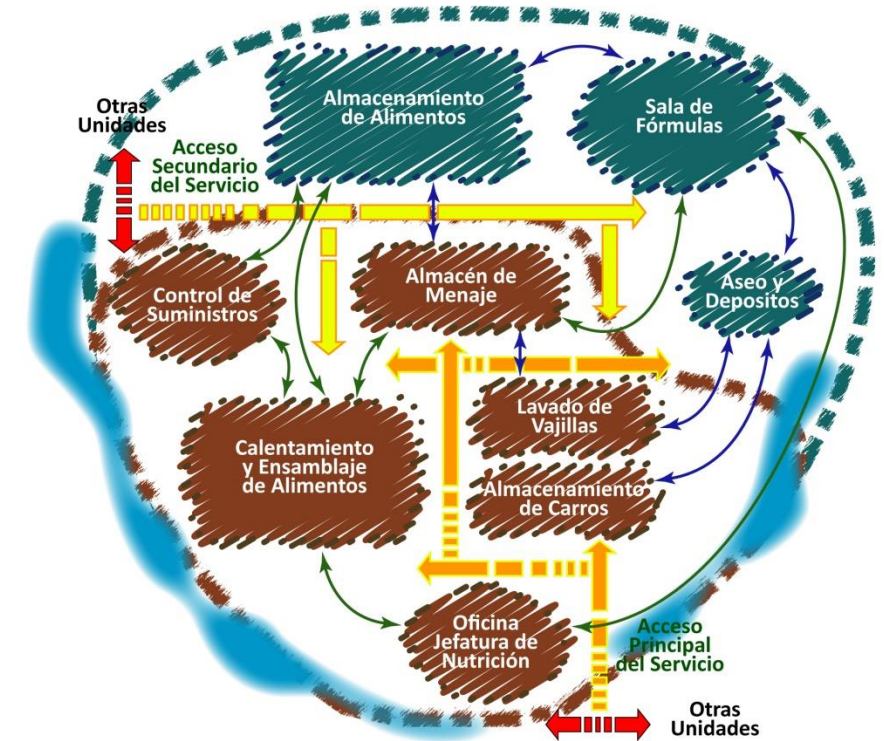 Almacenamiento
de Alimentos
Sala de
Fórmulas
Otras
Unidades
Acceso
Secundario
del Servicio
Control de
Suministros
Almacén de
Menaje
Aseo y
Depositos
Lavado de
Vajillas
Calentamiento
y Ensamblaje
de Alimentos
Almacenamiento
de Carros
Oficina
Jefatura de
Nutrición
Acceso
Principal
del Servicio
Otras
Unidades